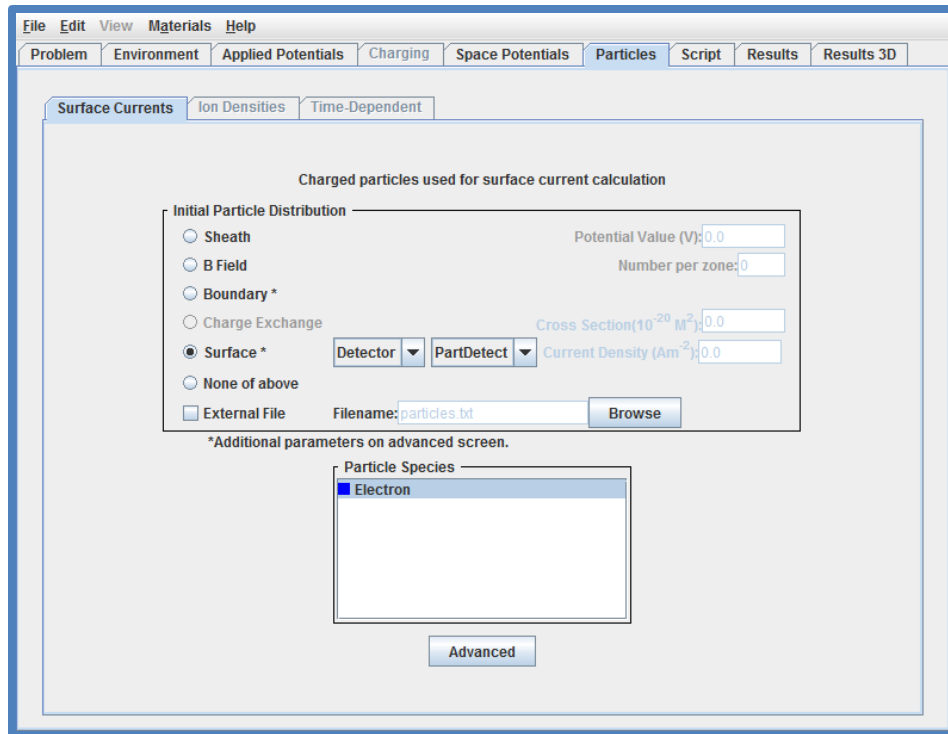 File Edit View Materials Help
Problem Environment Applied Potentials Charging Space Potentials Particles Script Results Results 3D
Surface Currents Ion Densities Time-Dependent
Charged particles used for surface current calculation
Initial Particle Distribution
Sheath Potential Value (V): 0.0
B Field Number per zone: 0
Boundary *
Charge Exchange Cross Section(10^-20 M^2): 0.0
Surface * Detector PartDetect Current Density (Am^-2): 0.0
None of above
External File Filename: particles.txt Browse
*Additional parameters on advanced screen.
Particle Species
Electron
Advanced